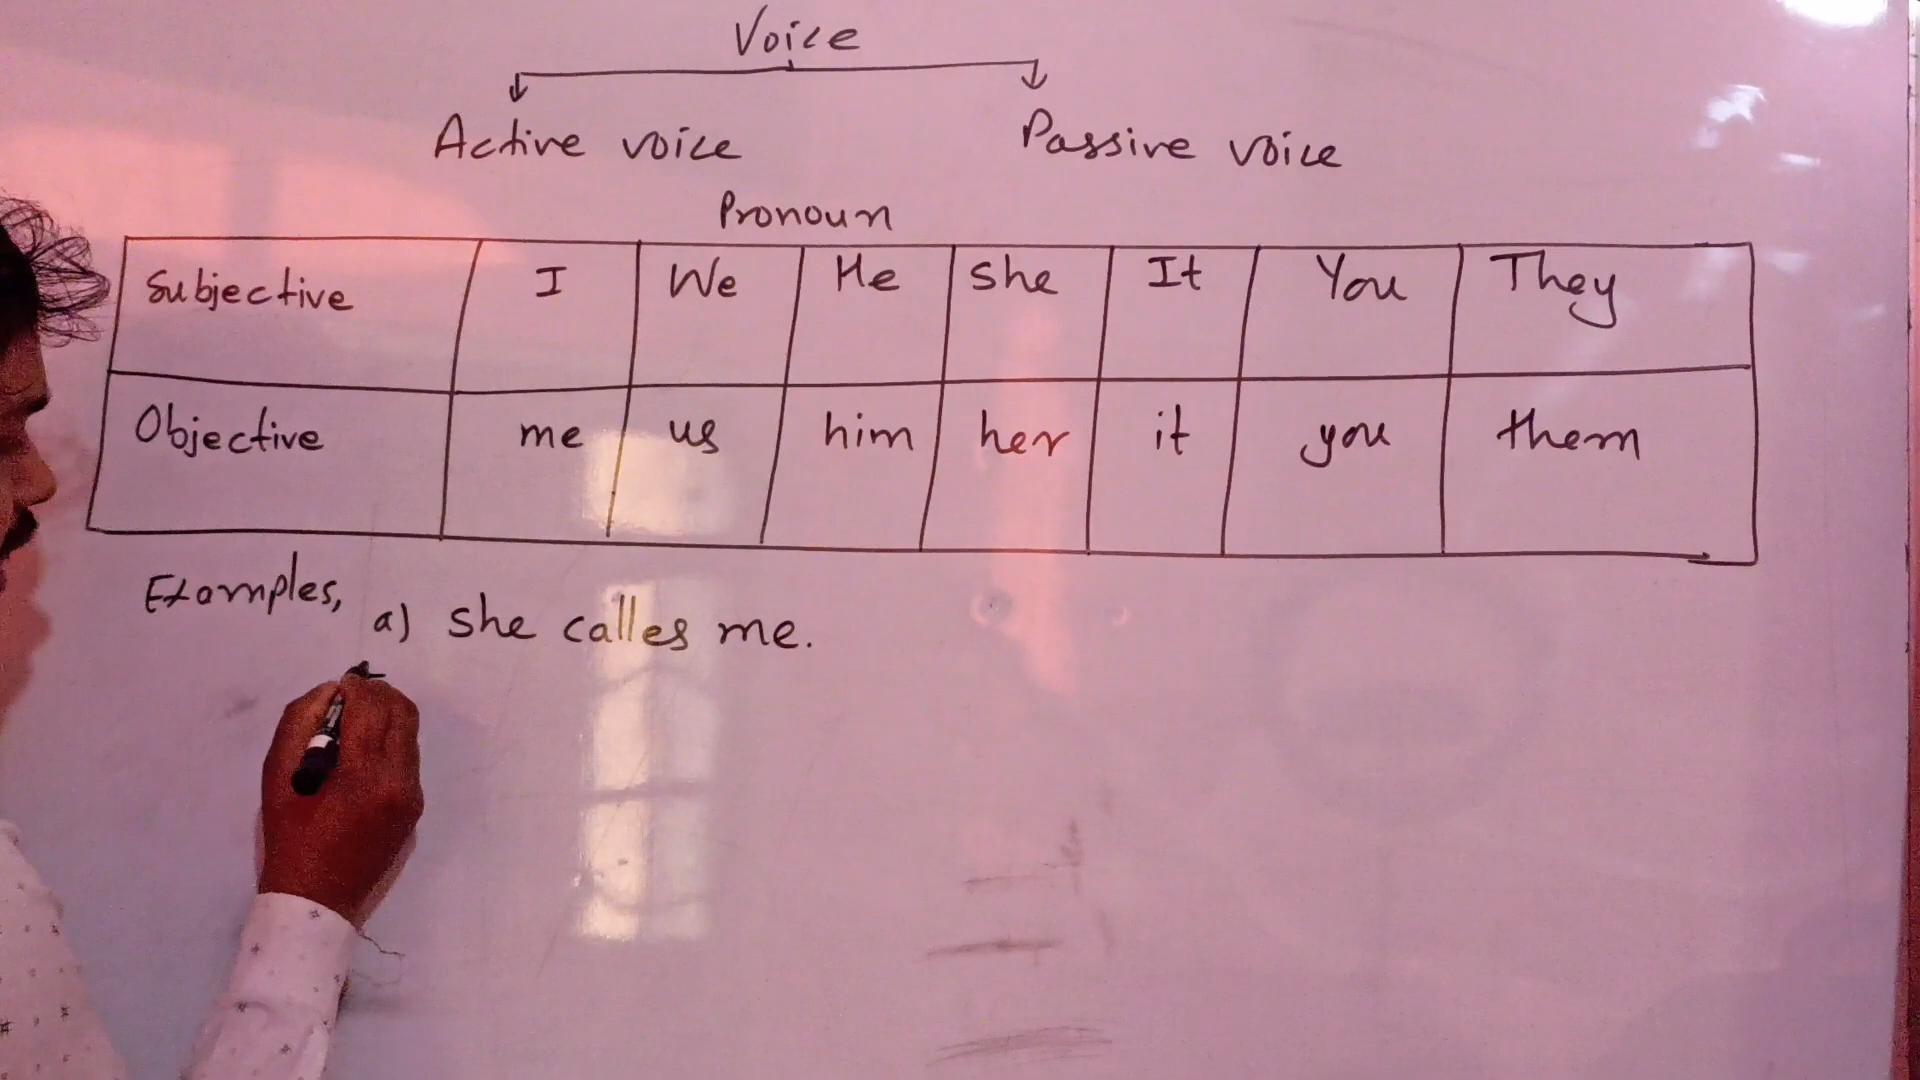 Voice
Active voice Passive voice
Pronoun
Subjective I We He She It You They
Objective me us him her it you them
Examples,
a) She calles me.